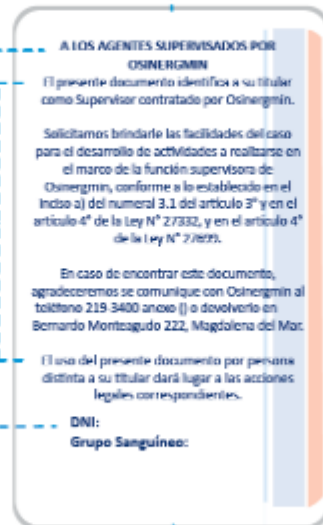 A LOS AGENTES SUPERVISADOS POR
OSINERGMIN
El presente documento identifica a su titular
como Supervisor contratado por Osinergmin.
Solicitamos brindarle las facilidades del caso
para el desarrollo de actividades a realizarse en
el marco de la función supervisora de
Osinergmin, conforme a lo establecido en el
inciso a) del numeral 3.1 del artículo 3° y en el
artículo 4° de la Ley N° 27332, y en el artículo 4°
de la Ley N° 27699.
En caso de encontrar este documento,
agradeceremos se comunique con Osinergmin al
teléfono 219-3400 anexo () o devolverlo en
Bernardo Monteagudo 222, Magdalena del Mar.
El uso del presente documento por persona
distinta a su titular dará lugar a las acciones
legales correspondientes.
DNI:
Grupo Sanguíneo: